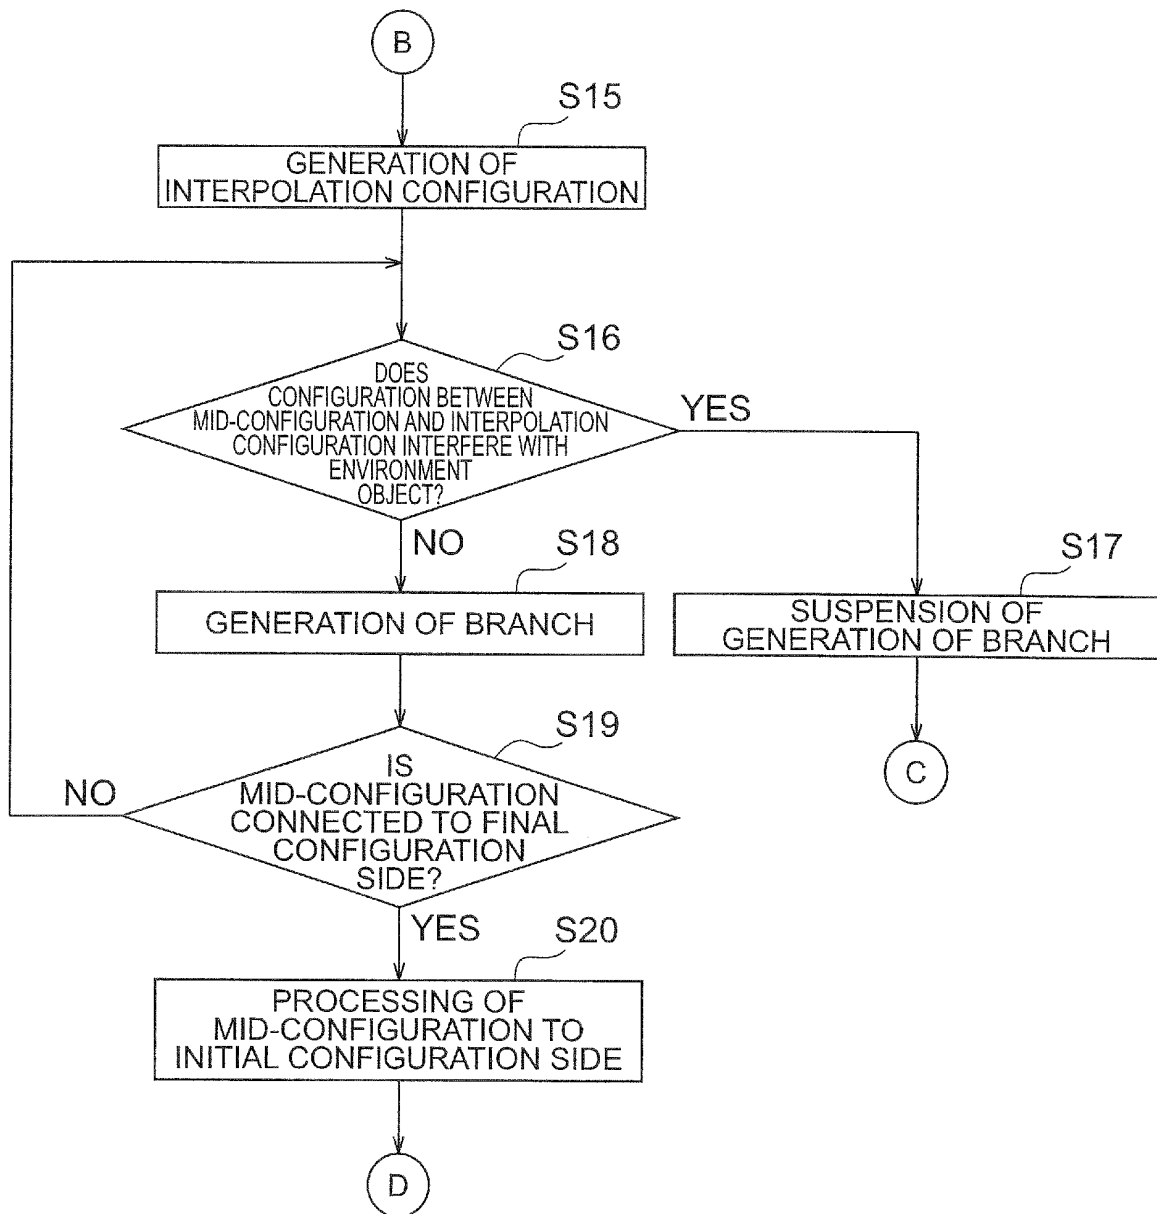 B
S15
GENERATION OF
INTERPOLATION CONFIGURATION
S16
DOES
CONFIGURATION BETWEEN
MID-CONFIGURATION AND INTERPOLATION
CONFIGURATION INTERFERE WITH
ENVIRONMENT
OBJECT?
YES
NO
S18
GENERATION OF BRANCH
S17
SUSPENSION OF
GENERATION OF BRANCH
C
S19
IS
MID-CONFIGURATION
CONNECTED TO FINAL
CONFIGURATION
SIDE?
NO
YES
S20
PROCESSING OF
MID-CONFIGURATION TO
INITIAL CONFIGURATION SIDE
D